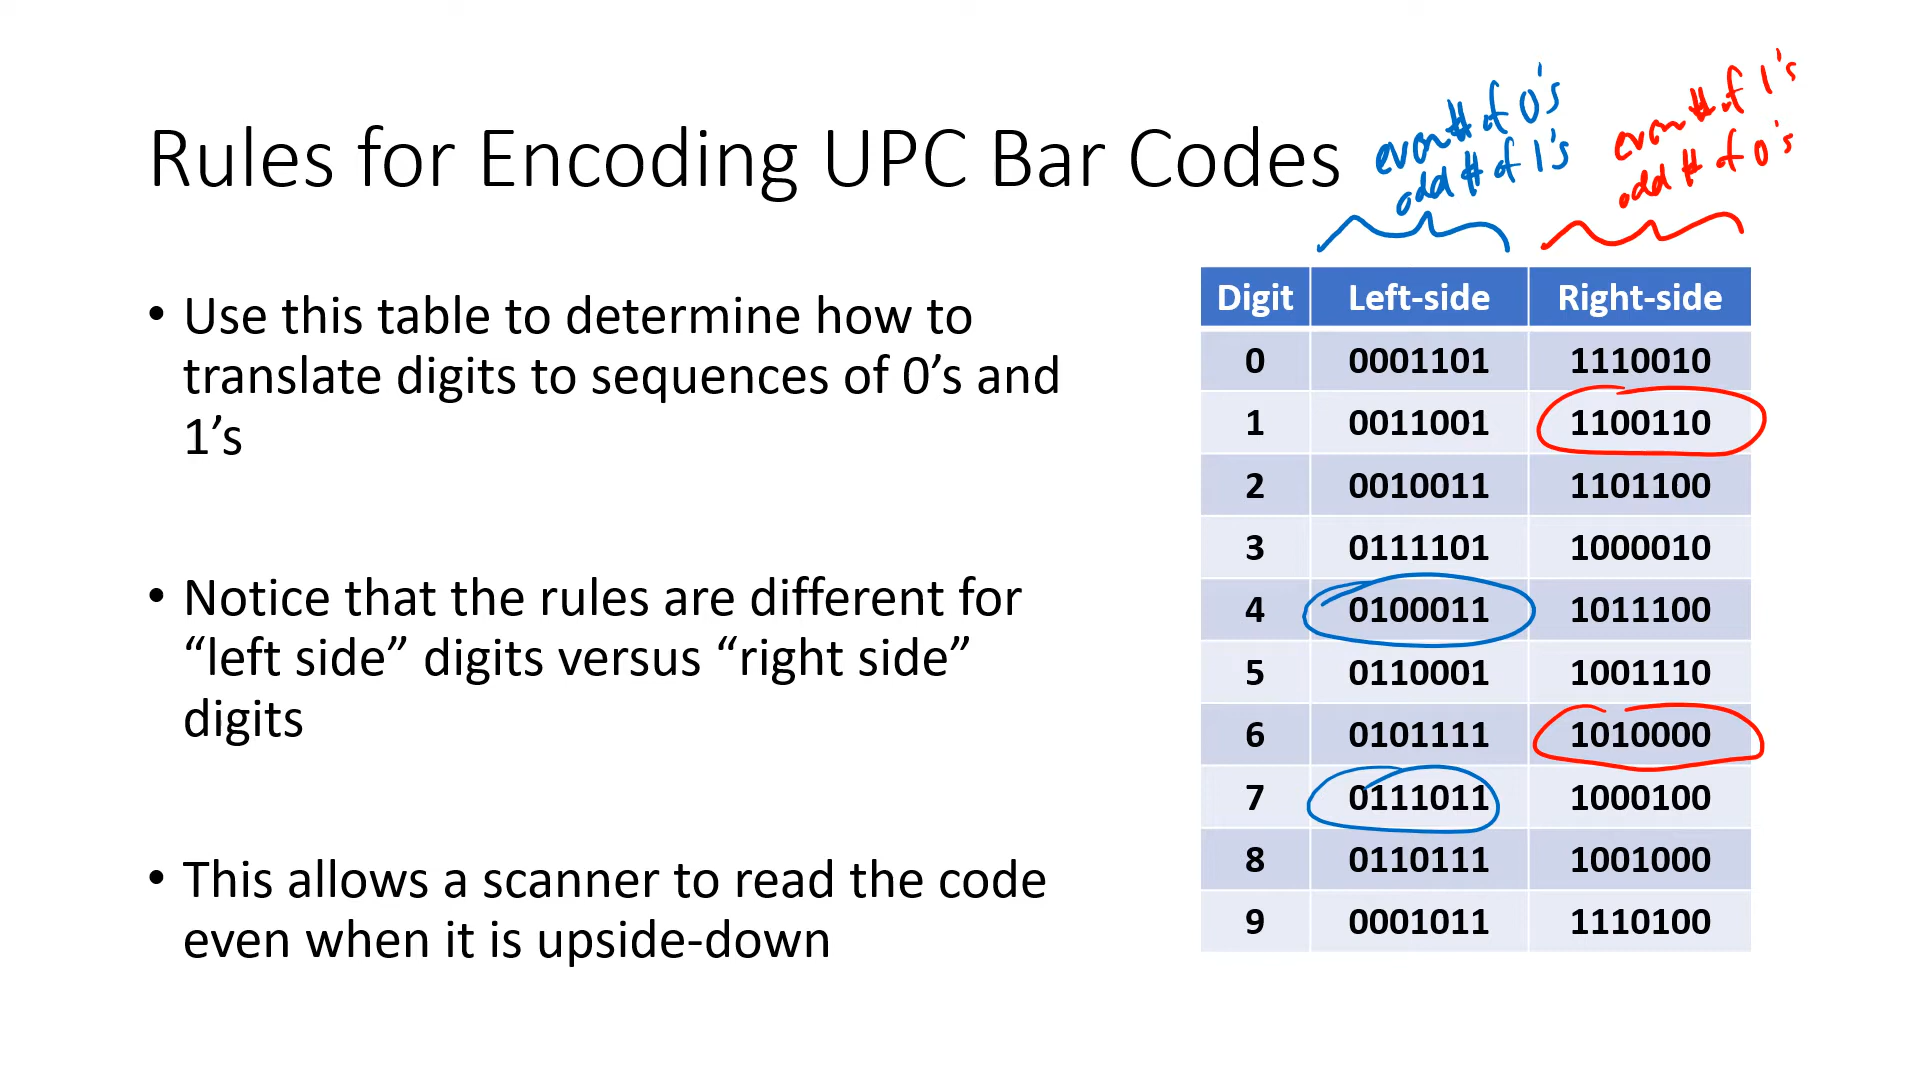 even # of 0's
odd # of 1's
even # of 1's
odd # of 0's
Rules for Encoding UPC Bar Codes
• Use this table to determine how to
translate digits to sequences of 0’s and
1’s
• Notice that the rules are different for
“left side” digits versus “right side”
digits
• This allows a scanner to read the code
even when it is upside-down
Digit Left-side Right-side
0 0001101 1110010
1 0011001 1100110
2 0010011 1101100
3 0111101 1000010
4 0100011 1011100
5 0110001 1001110
6 0101111 1010000
7 0111011 1000100
8 0110111 1001000
9 0001011 1110100